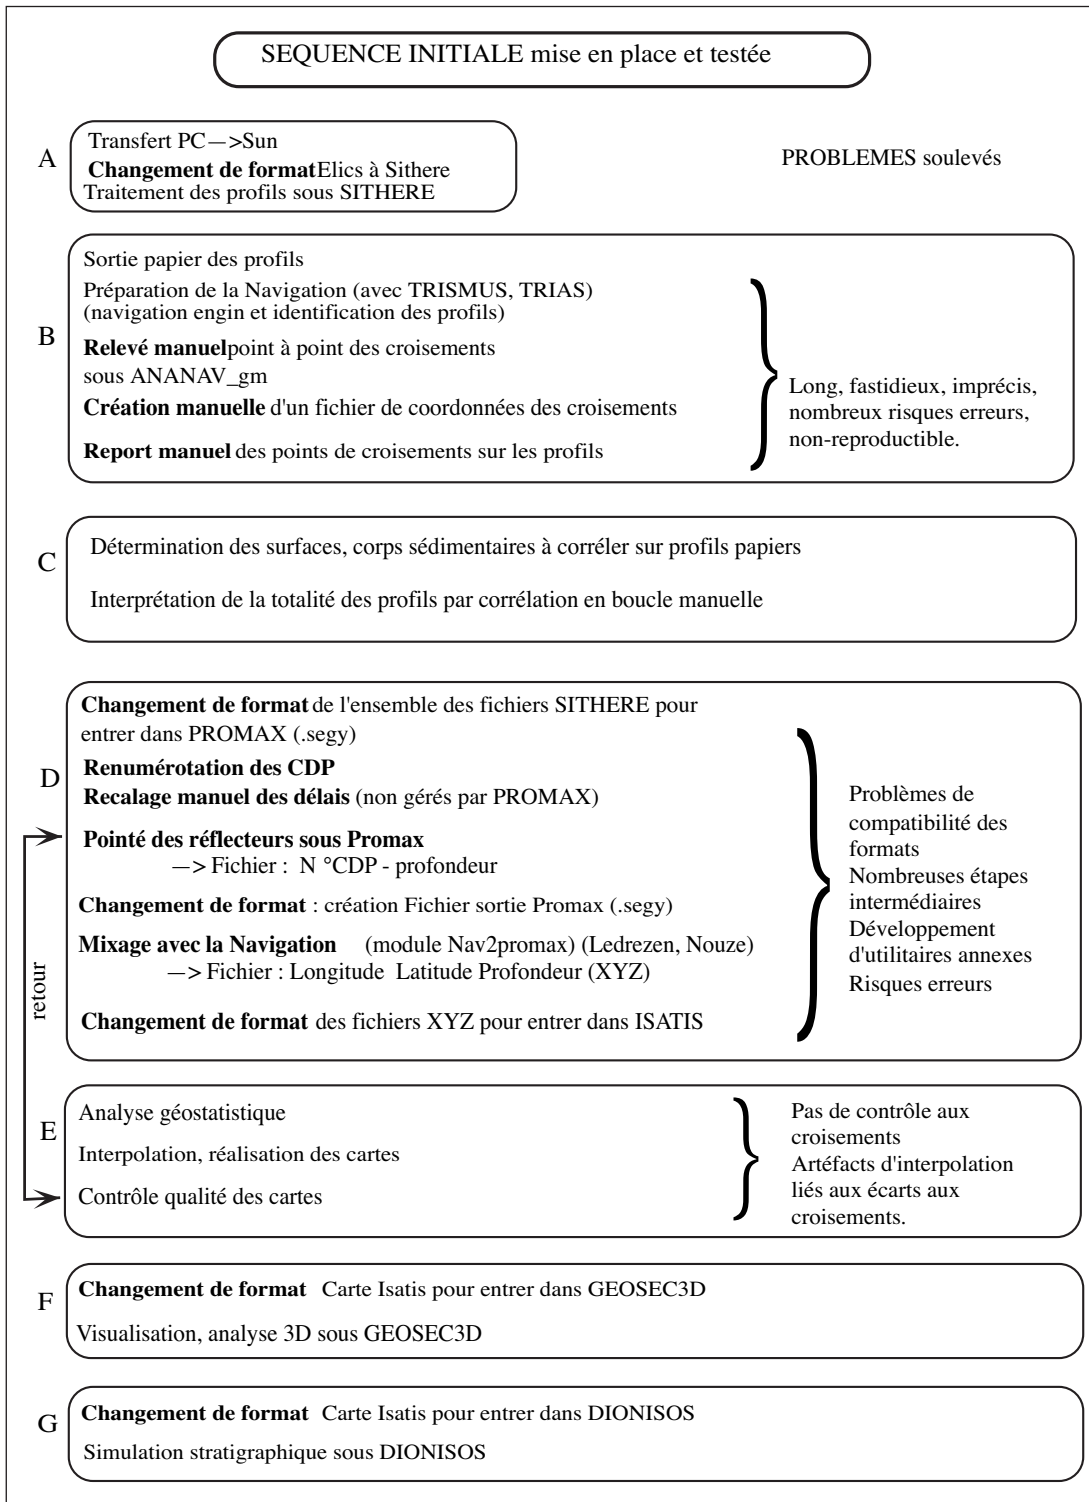 SEQUENCE INITIALE mise en place et testée
A
Transfert PC—>Sun
Changement de formatElics à Sithere
Traitement des profils sous SITHERE
PROBLEMES soulevés
B
Sortie papier des profils
Préparation de la Navigation (avec TRISMUS, TRIAS)
(navigation engin et identification des profils)
Relevé manuelpoint à point des croisements
sous ANANAV_gm
Création manuelle d'un fichier de coordonnées des croisements
Report manuel des points de croisements sur les profils
Long, fastidieux, imprécis,
nombreux risques erreurs,
non-reproductible.
C
Détermination des surfaces, corps sédimentaires à corréler sur profils papiers
Interprétation de la totalité des profils par corrélation en boucle manuelle
D
Changement de format de l'ensemble des fichiers SITHERE pour
entrer dans PROMAX (.segy)
Renumérotation des CDP
Recalage manuel des délais (non gérés par PROMAX)
Pointé des réflecteurs sous Promax
—> Fichier : N °CDP - profondeur
Changement de format : création Fichier sortie Promax (.segy)
Mixage avec la Navigation (module Nav2promax) (Ledrezen, Nouze)
—> Fichier : Longitude Latitude Profondeur (XYZ)
Changement de format des fichiers XYZ pour entrer dans ISATIS
Problèmes de
compatibilité des
formats
Nombreuses étapes
intermédiaires
Développement
d'utilitaires annexes
Risques erreurs
retour
E
Analyse géostatistique
Interpolation, réalisation des cartes
Contrôle qualité des cartes
Pas de contrôle aux
croisements
Artéfacts d'interpolation
liés aux écarts aux
croisements.
F
Changement de format Carte Isatis pour entrer dans GEOSEC3D
Visualisation, analyse 3D sous GEOSEC3D
G
Changement de format Carte Isatis pour entrer dans DIONISOS
Simulation stratigraphique sous DIONISOS